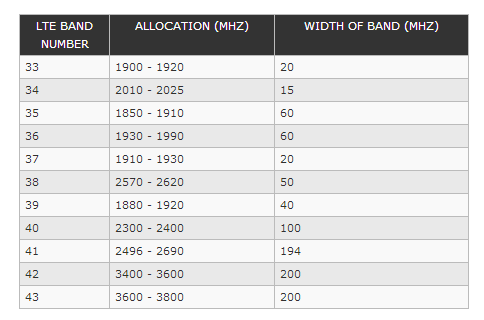 LTE BAND NUMBER ALLOCATION (MHZ) WIDTH OF BAND (MHZ)
33 1900 - 1920 20
34 2010 - 2025 15
35 1850 - 1910 60
36 1930 - 1990 60
37 1910 - 1930 20
38 2570 - 2620 50
39 1880 - 1920 40
40 2300 - 2400 100
41 2496 - 2690 194
42 3400 - 3600 200
43 3600 - 3800 200